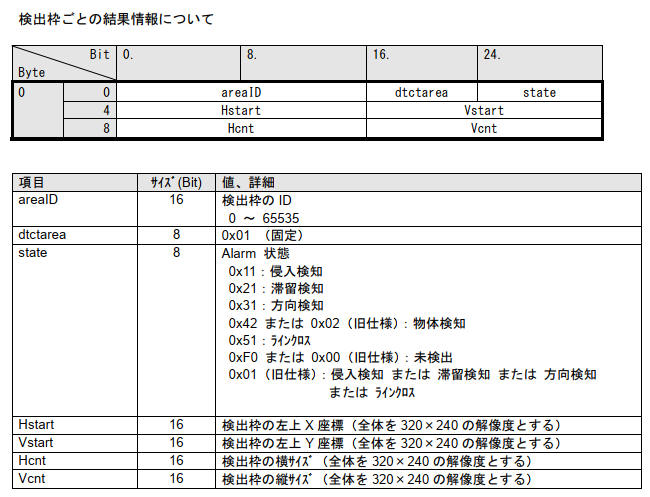 検出枠ごとの結果情報について
Bit 0. 8. 16. 24.
Byte
0 0 areaID dtctarea state
4 Hstart Vstart
8 Hcnt Vcnt
項目 ｻｲｽﾞ(Bit) 値、詳細
areaID 16 検出枠の ID
0 ～ 65535
dtctarea 8 0x01 （固定）
state 8 Alarm 状態
0x11：侵入検知
0x21：滞留検知
0x31：方向検知
0x42 または 0x02（旧仕様）：物体検知
0x51：ﾗｲﾝｸﾛｽ
0xF0 または 0x00（旧仕様）：未検出
0x01（旧仕様）：侵入検知 または 滞留検知 または 方向検知
または ﾗｲﾝｸﾛｽ
Hstart 16 検出枠の左上 X 座標（全体を 320×240 の解像度とする）
Vstart 16 検出枠の左上 Y 座標（全体を 320×240 の解像度とする）
Hcnt 16 検出枠の横ｻｲｽﾞ（全体を 320×240 の解像度とする）
Vcnt 16 検出枠の縦ｻｲｽﾞ（全体を 320×240 の解像度とする）